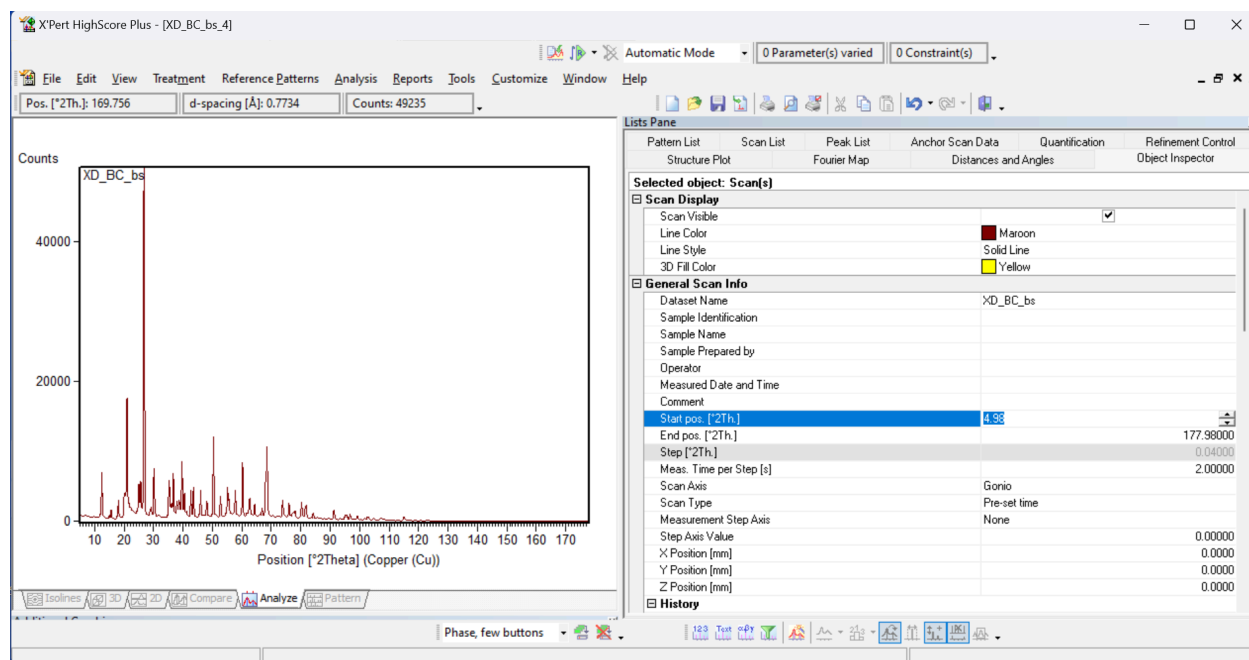 X'Pert HighScore Plus - [XD_BC_bs_4]
Automatic Mode 0 Parameter(s) varied 0 Constraint(s)
File Edit View Treatment Reference Patterns Analysis Reports Tools Customize Window Help
Pos. [°2Th.]: 169.756 d-spacing [Å]: 0.7734 Counts: 49235
Lists Pane
Pattern List Scan List Peak List Anchor Scan Data Quantification Refinement Control
Structure Plot Fourier Map Distances and Angles Object Inspector
Counts
XD_BC_bs
40000
20000
0
10 20 30 40 50 60 70 80 90 100 110 120 130 140 150 160 170
Position [°2Theta] (Copper (Cu))
Selected object: Scan(s)
Scan Display
Scan Visible
Line Color Maroon
Line Style Solid Line
3D Fill Color Yellow
General Scan Info
Dataset Name XD_BC_bs
Sample Identification
Sample Name
Sample Prepared by
Operator
Measured Date and Time
Comment
Start pos. [°2Th.] 4.98
End pos. [°2Th.] 177.98000
Step [°2Th.] 0.04000
Meas. Time per Step [s] 2.00000
Scan Axis Gonio
Scan Type Pre-set time
Measurement Step Axis None
Step Axis Value 0.00000
X Position [mm] 0.0000
Y Position [mm] 0.0000
Z Position [mm] 0.0000
History
Isolines 3D 2D Compare Analyze Pattern
Phase, few buttons 123 Text αβγ